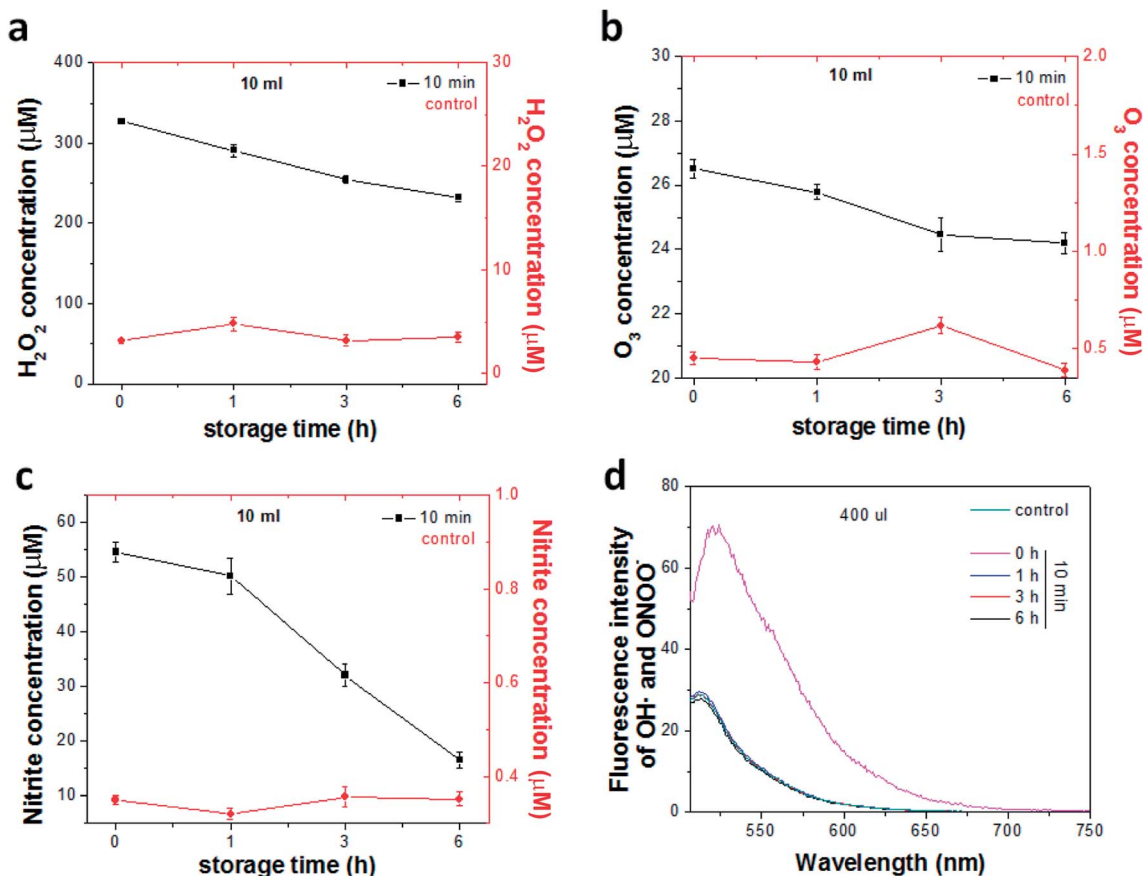 a
10 ml
10 min
control
H₂O₂ concentration (μM)
400
300
250
100
50
0
H₂O₂ concentration (μM)
30
20
10
0
0 1 3 6
storage time (h)
b
10 ml
10 min
control
O₃ concentration (μM)
30
28
26
24
22
20
O₃ concentration (μM)
2.0
1.5
1.0
0.5
0 1 3 6
storage time (h)
c
10 ml
10 min
control
Nitrite concentration (μM)
60
50
40
30
20
10
Nitrite concentration (μM)
1.0
0.8
0.6
0.4
0 1 3 6
storage time (h)
d
400 ul
control
0 h
1 h
3 h
6 h
10 min
Fluorescence intensity
of OH· and ONOO⁻
80
60
40
20
0
550 600 650 700 750
Wavelength (nm)